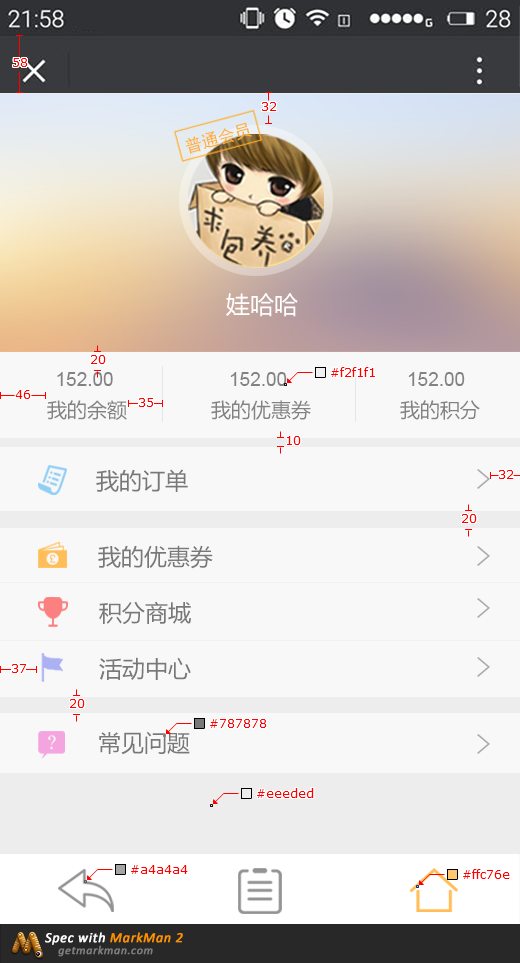 21:58
G 28
58
32
普通会员
求包养
娃哈哈
20
152.00 152.00 152.00
#f2f1f1
46 我的余额 35 我的优惠券 我的积分
10
我的订单
32
20
我的优惠券
积分商城
37 活动中心
20
#787878
常见问题
#eeeded
#a4a4a4
#ffc76e
Spec with MarkMan 2
getmarkman.com